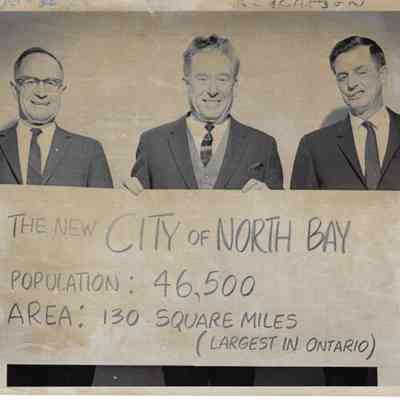 THE NEW CITY OF NORTH BAY
POPULATION: 46,500
AREA: 130 SQUARE MILES
(LARGEST IN ONTARIO)